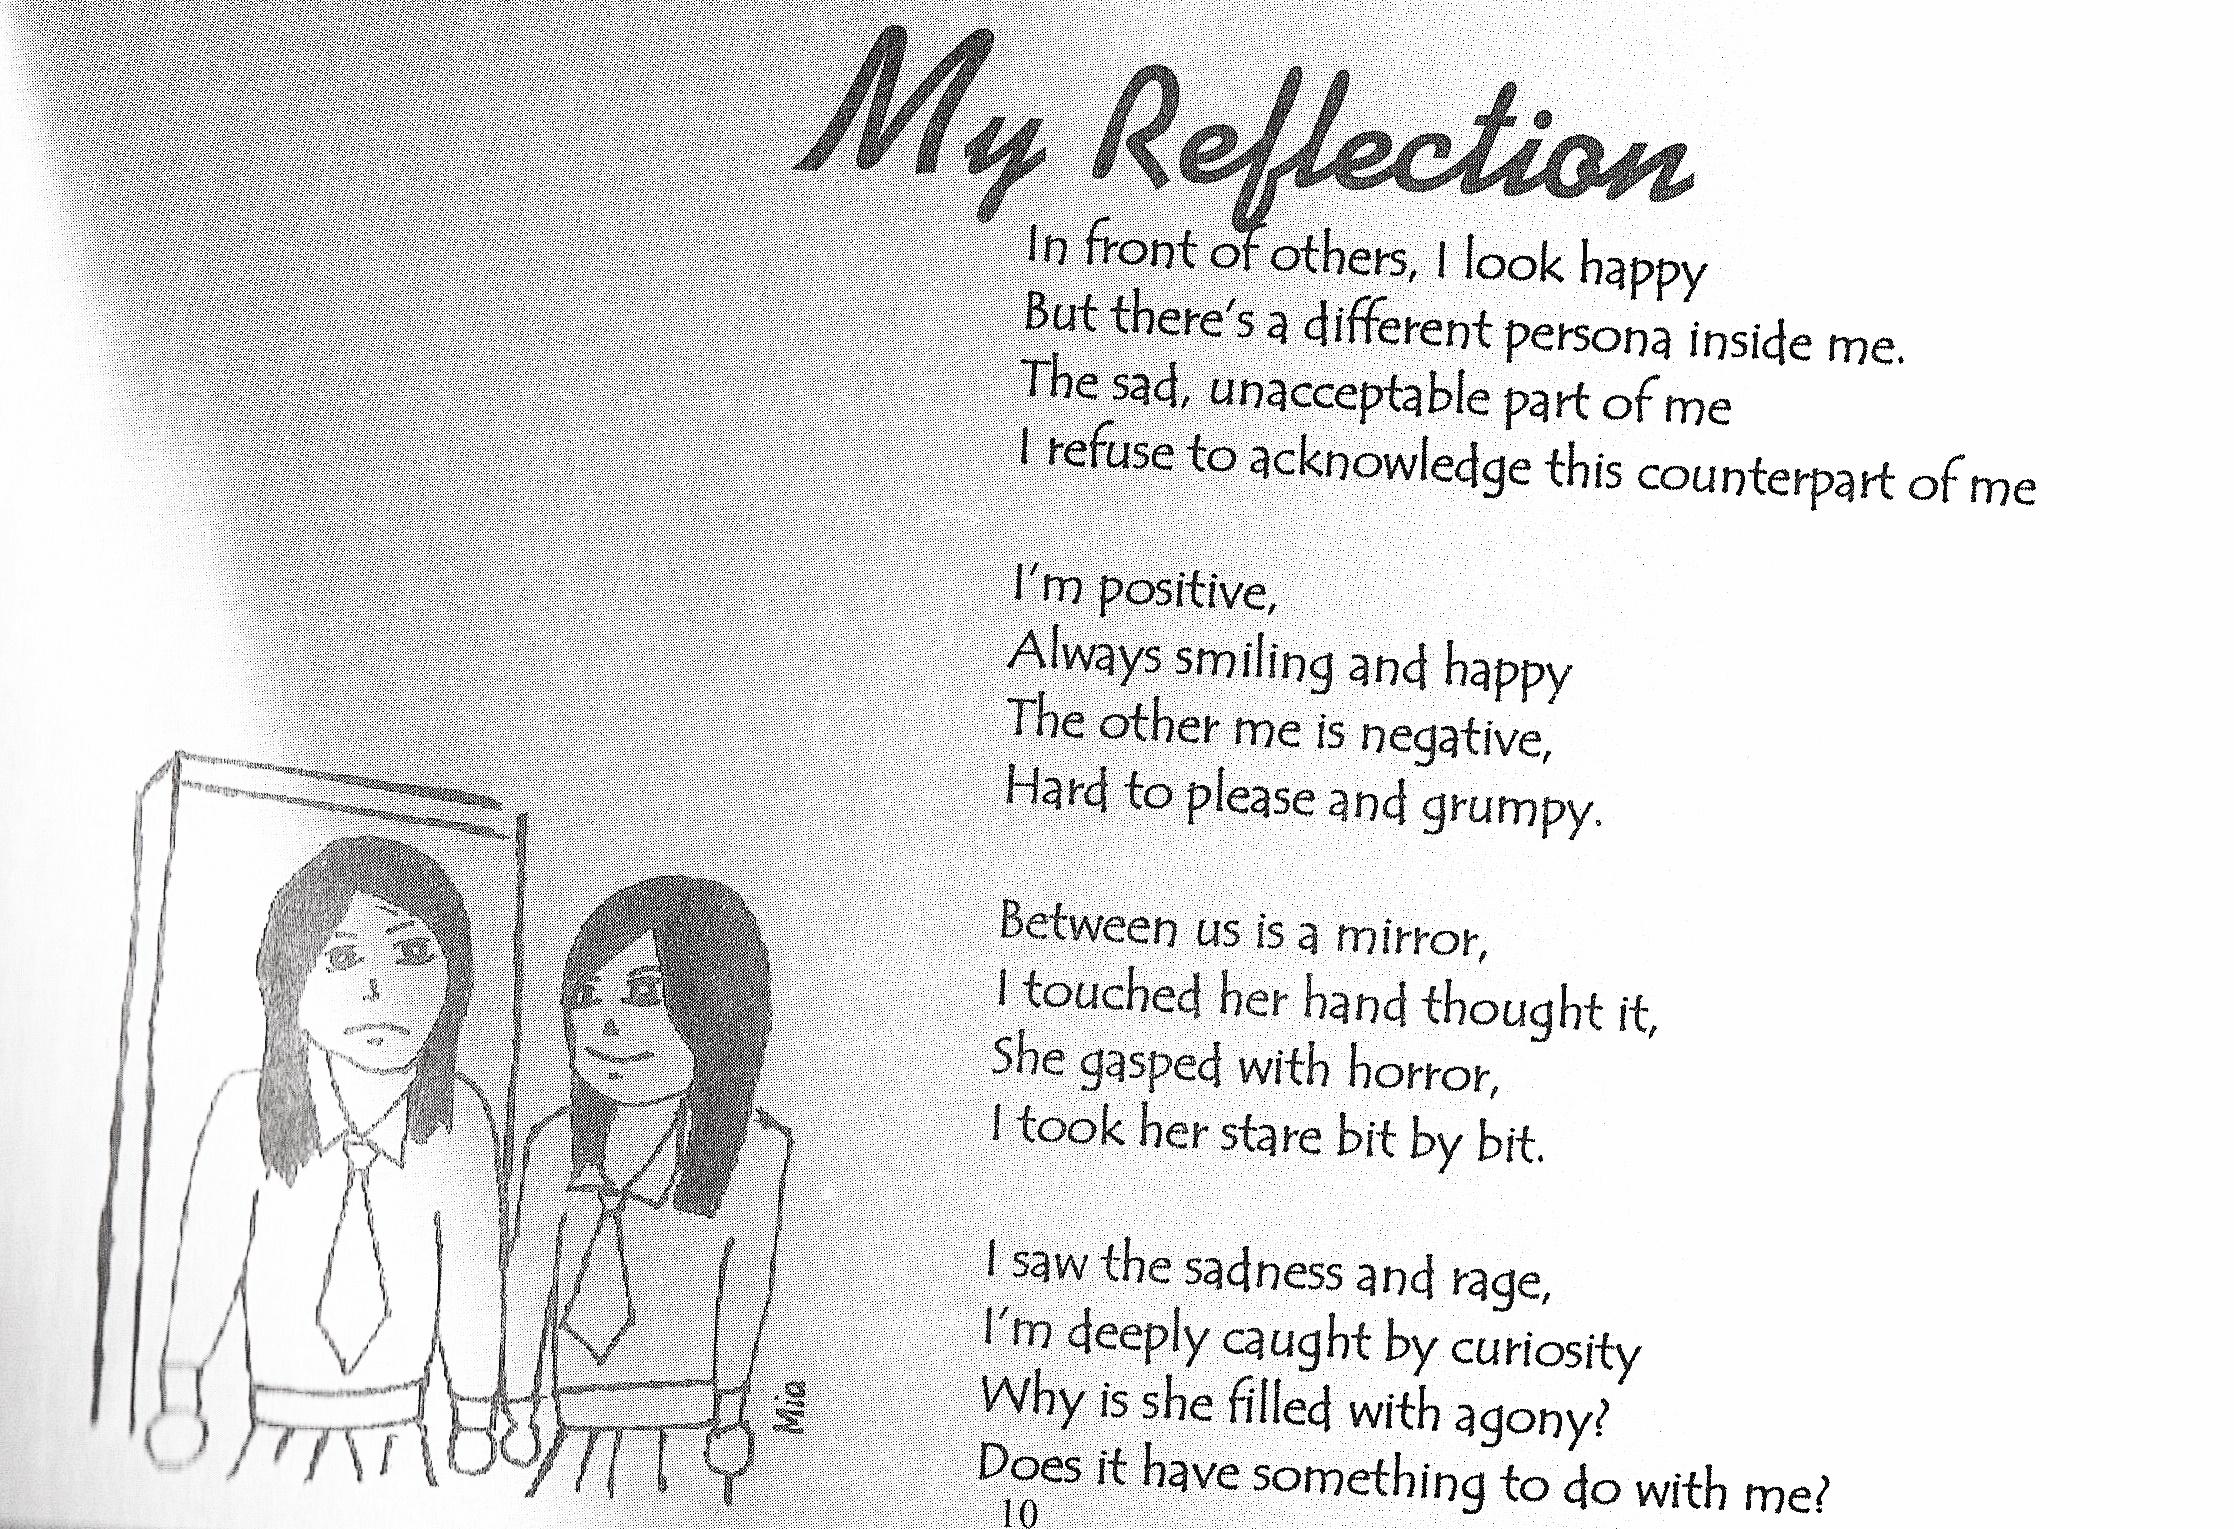 My Reflection
In front of others, I look happy
But there's a different persona inside me.
The sad, unacceptable part of me
I refuse to acknowledge this counterpart of me
I'm positive,
Always smiling and happy
The other me is negative,
Hard to please and grumpy.
Between us is a mirror,
I touched her hand thought it,
She gasped with horror,
I took her stare bit by bit.
I saw the sadness and rage,
I'm deeply caught by curiosity
Why is she filled with agony?
Does it have something to do with me?
Mia
10